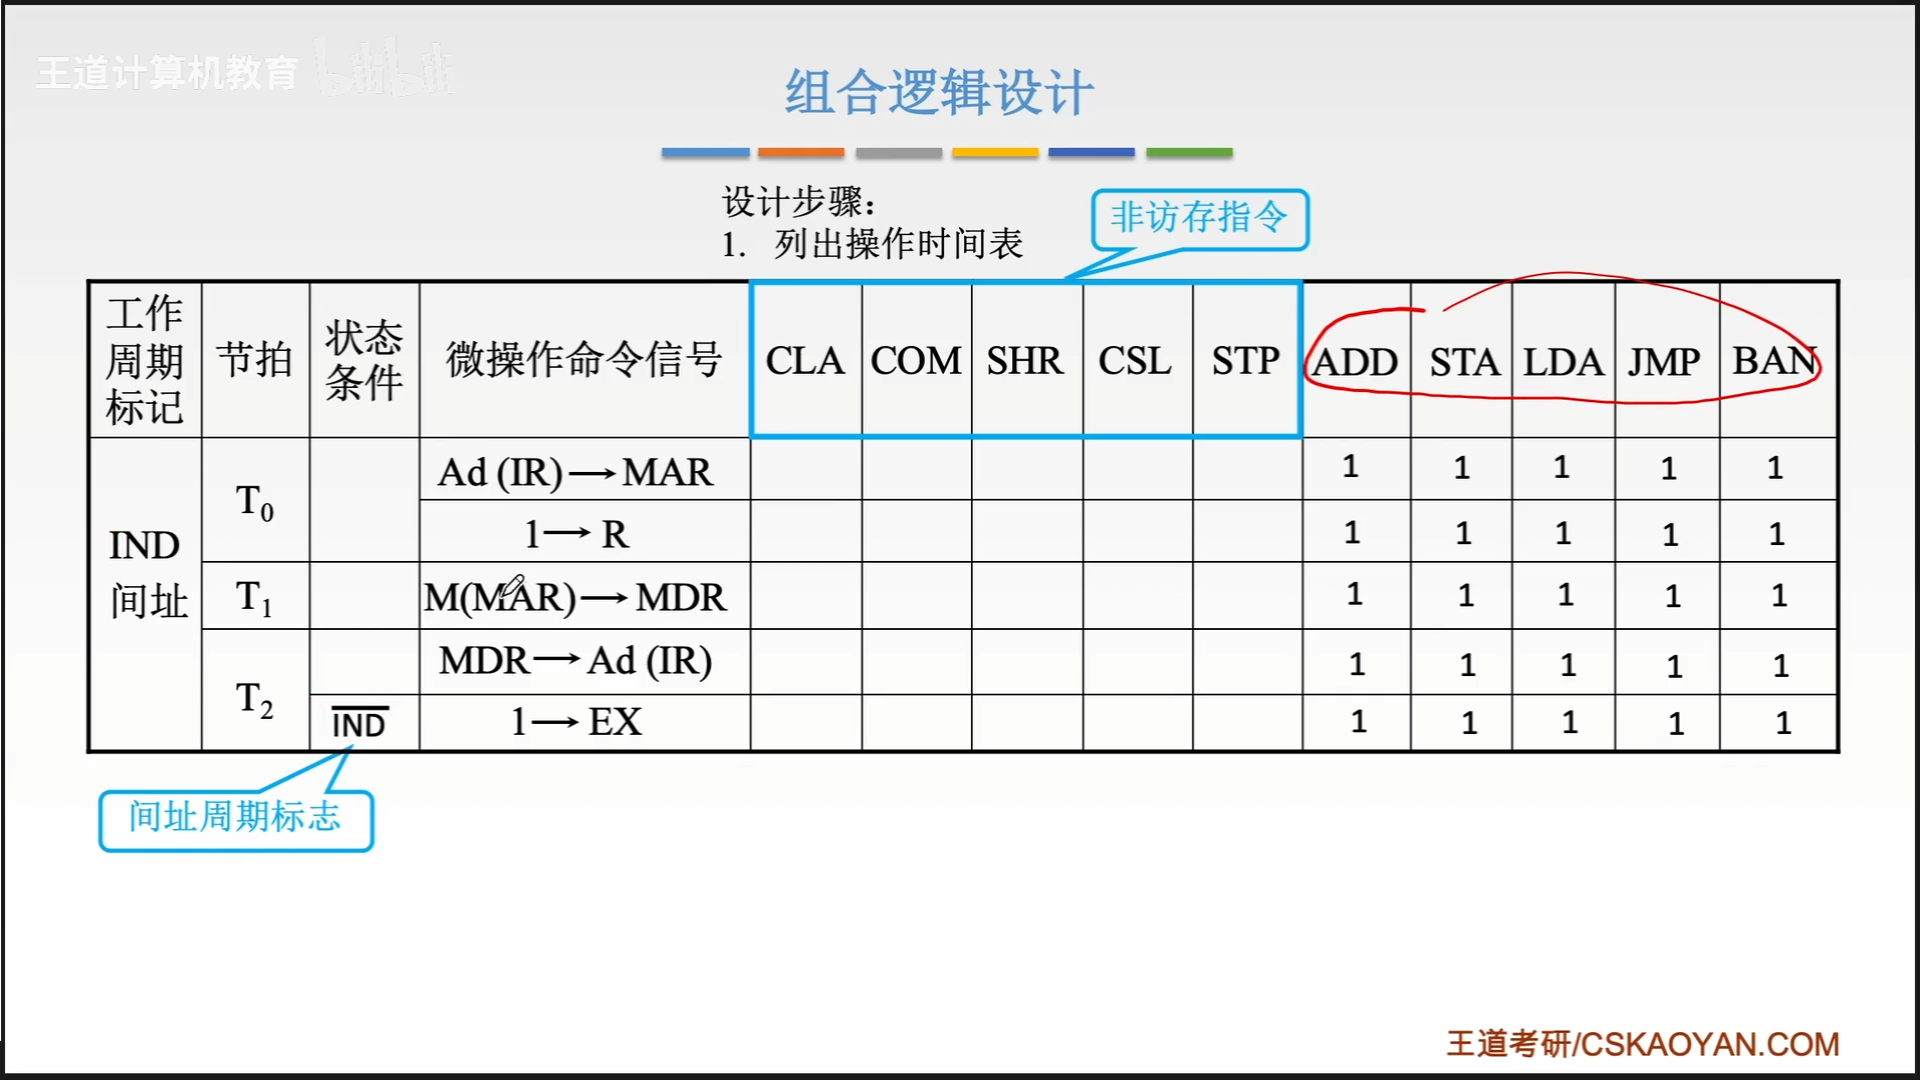 王道计算机教育 bilibili
组合逻辑设计
设计步骤：
1. 列出操作时间表
非访存指令
工作周期标记 节拍 状态条件 微操作命令信号 CLA COM SHR CSL STP ADD STA LDA JMP BAN
IND 间址 T₀ Ad (IR)→MAR 1 1 1 1 1
1→R 1 1 1 1 1
T₁ M(MAR)→MDR 1 1 1 1 1
T₂ MDR→Ad (IR) 1 1 1 1 1
I̅N̅D̅ 1→EX 1 1 1 1 1
间址周期标志
王道考研/CSKAOYAN.COM